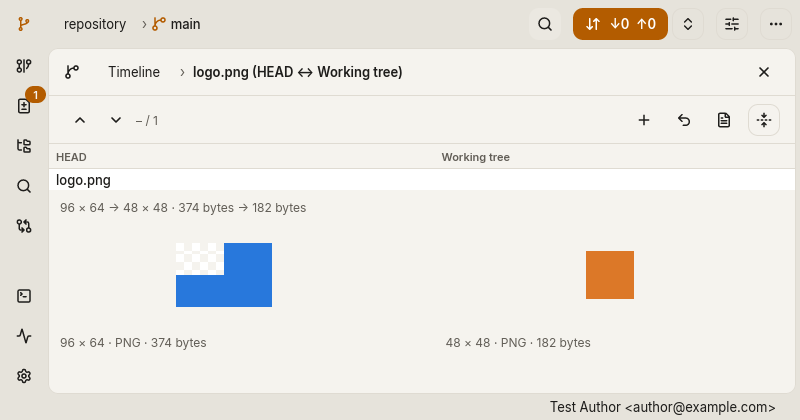 repository › main
↓0 ↑0
Timeline › logo.png (HEAD ↔ Working tree)
1
– / 1
HEAD
Working tree
logo.png
96 × 64 → 48 × 48 · 374 bytes → 182 bytes
96 × 64 · PNG · 374 bytes
48 × 48 · PNG · 182 bytes
Test Author <author@example.com>